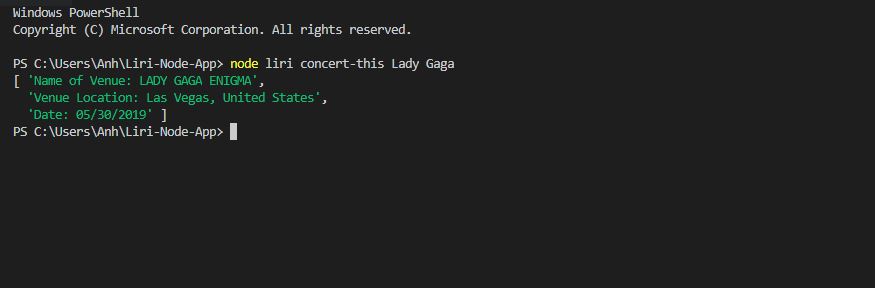 Windows PowerShell
Copyright (C) Microsoft Corporation. All rights reserved.
PS C:\Users\Anh\Liri-Node-App> node liri concert-this Lady Gaga
[ 'Name of Venue: LADY GAGA ENIGMA',
  'Venue Location: Las Vegas, United States',
  'Date: 05/30/2019' ]
PS C:\Users\Anh\Liri-Node-App>